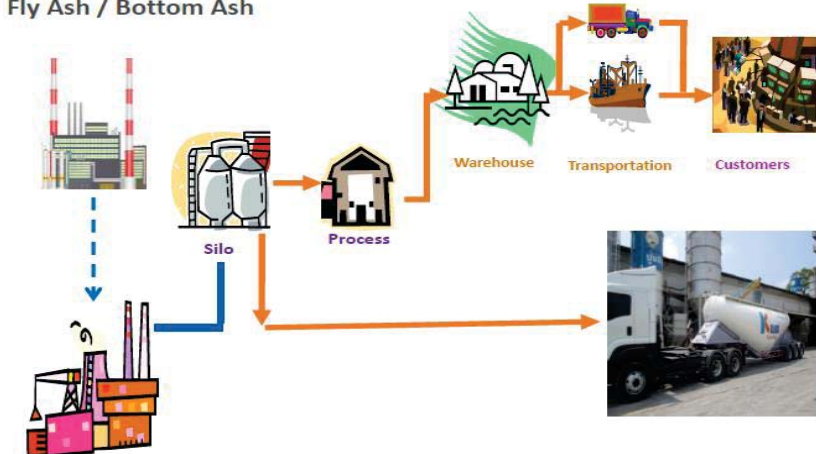 Fly Ash / Bottom Ash
Warehouse
Transportation
Customers
Silo
Process